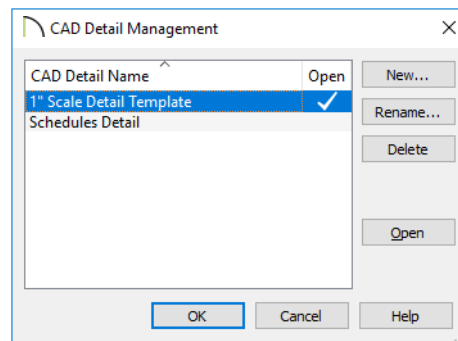 CAD Detail Management
CAD Detail Name Open
1" Scale Detail Template
Schedules Detail
New...
Rename...
Delete
Open
OK Cancel Help